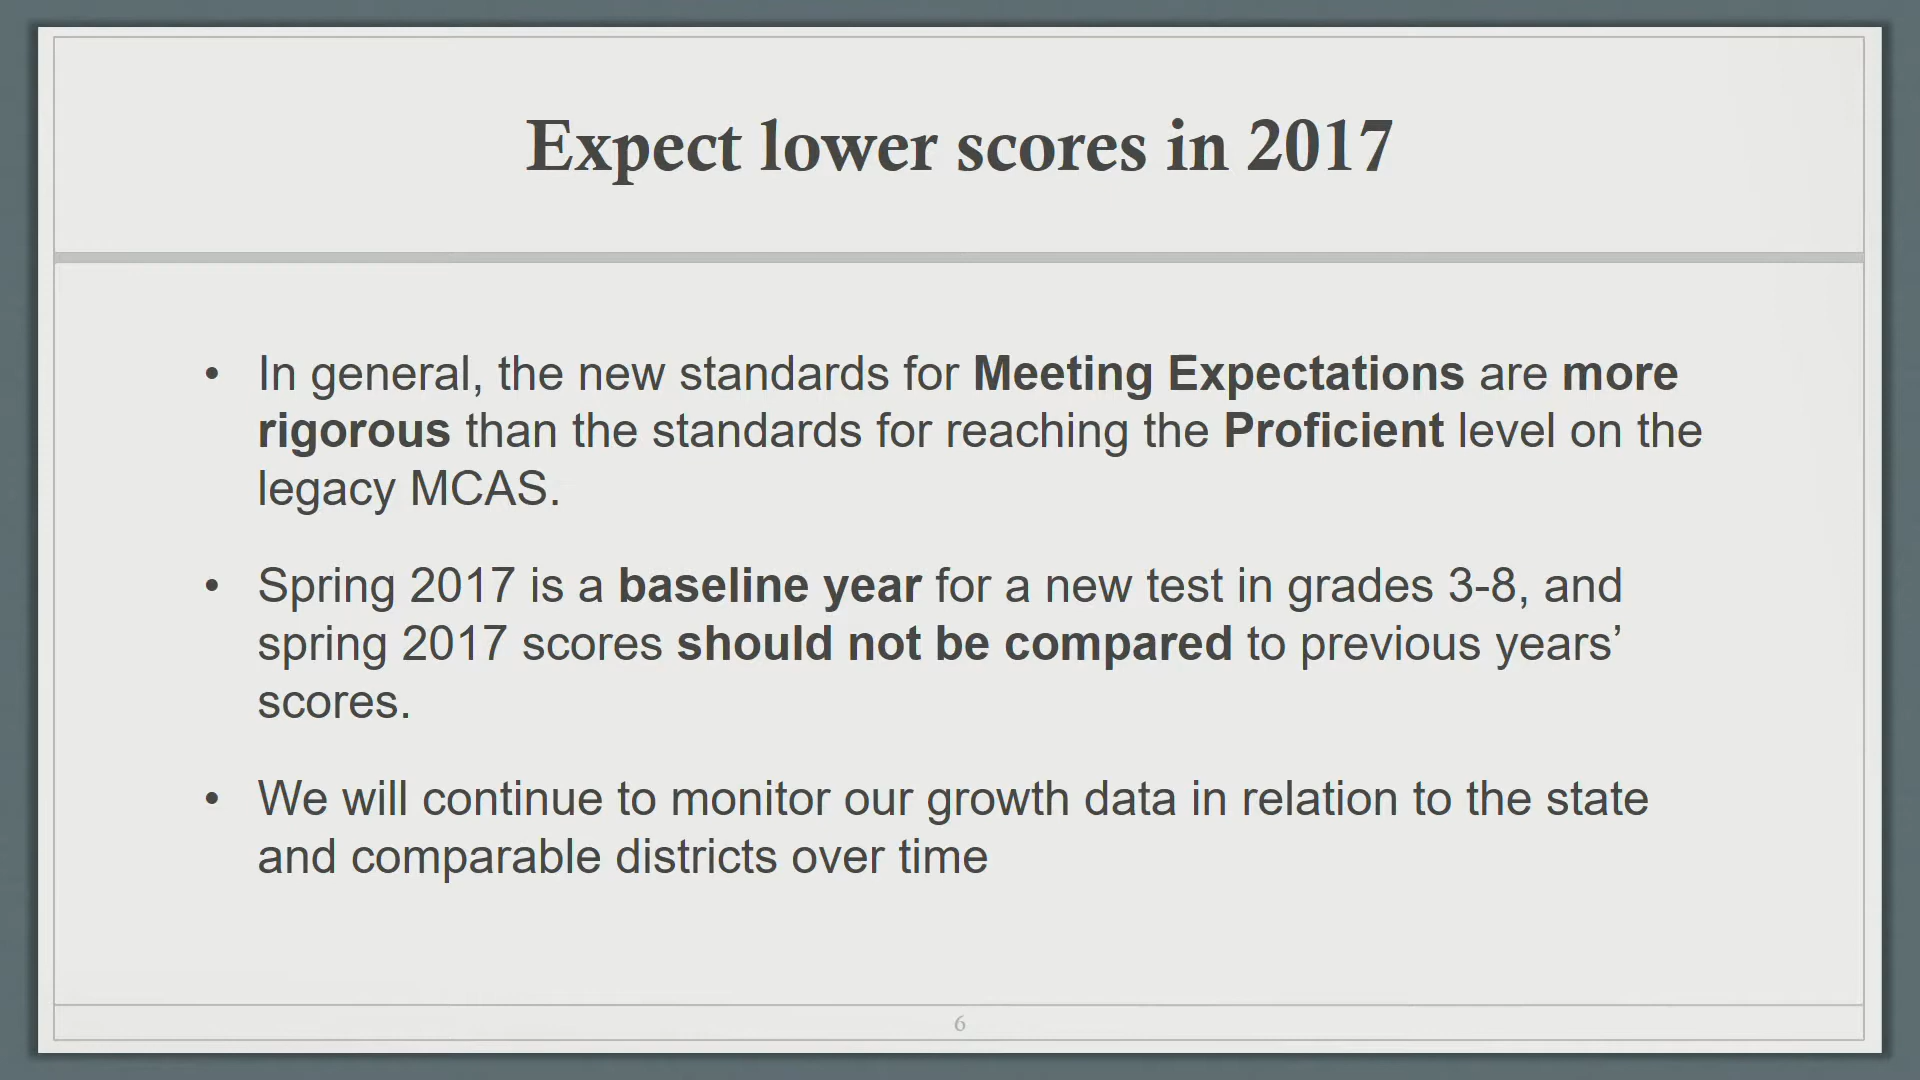 Expect lower scores in 2017
• In general, the new standards for Meeting Expectations are more
rigorous than the standards for reaching the Proficient level on the
legacy MCAS.
• Spring 2017 is a baseline year for a new test in grades 3-8, and
spring 2017 scores should not be compared to previous years’
scores.
• We will continue to monitor our growth data in relation to the state
and comparable districts over time
6